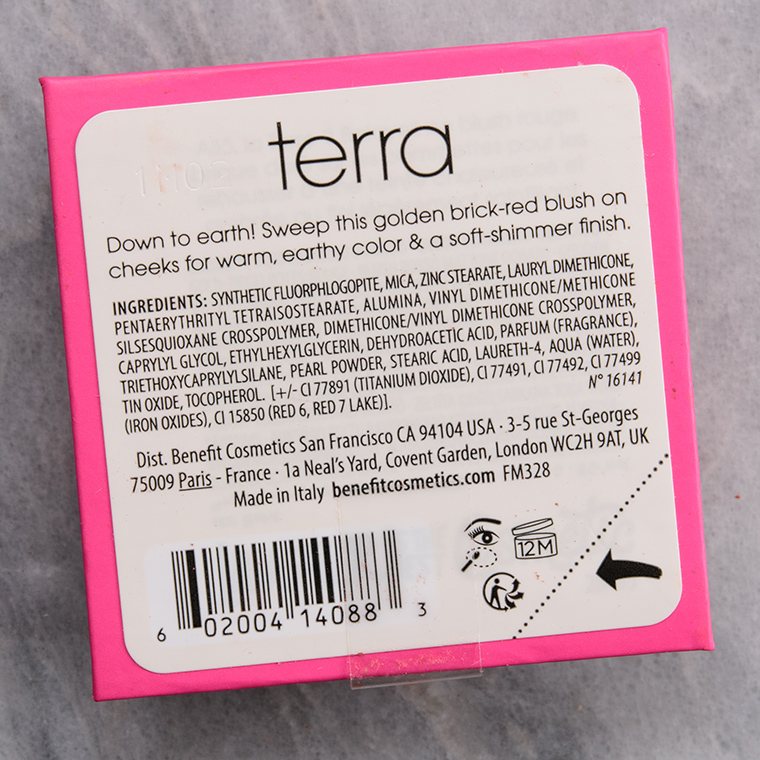 terra
11102
Down to earth! Sweep this golden brick-red blush on
cheeks for warm, earthy color & a soft-shimmer finish.
INGREDIENTS: SYNTHETIC FLUORPHLOGOPITE, MICA, ZINC STEARATE, LAURYL DIMETHICONE,
PENTAERYTHRITYL TETRAISOSTEARATE, ALUMINA, VINYL DIMETHICONE/METHICONE
SILSESQUIOXANE CROSSPOLYMER, DIMETHICONE/VINYL DIMETHICONE CROSSPOLYMER,
CAPRYLYL GLYCOL, ETHYLHEXYLGLYCERIN, DEHYDROACETIC ACID, PARFUM (FRAGRANCE),
TRIETHOXYCAPRYLYLSILANE, PEARL POWDER, STEARIC ACID, LAURETH-4, AQUA (WATER),
TIN OXIDE, TOCOPHEROL. [+/- CI 77891 (TITANIUM DIOXIDE), CI 77491, CI 77492, CI 77499
(IRON OXIDES), CI 15850 (RED 6, RED 7 LAKE)].
N° 16141
Dist. Benefit Cosmetics San Francisco CA 94104 USA · 3-5 rue St-Georges
75009 Paris - France · 1a Neal's Yard, Covent Garden, London WC2H 9AT, UK
Made in Italy benefitcosmetics.com FM328
12M
6 02004 14088 3